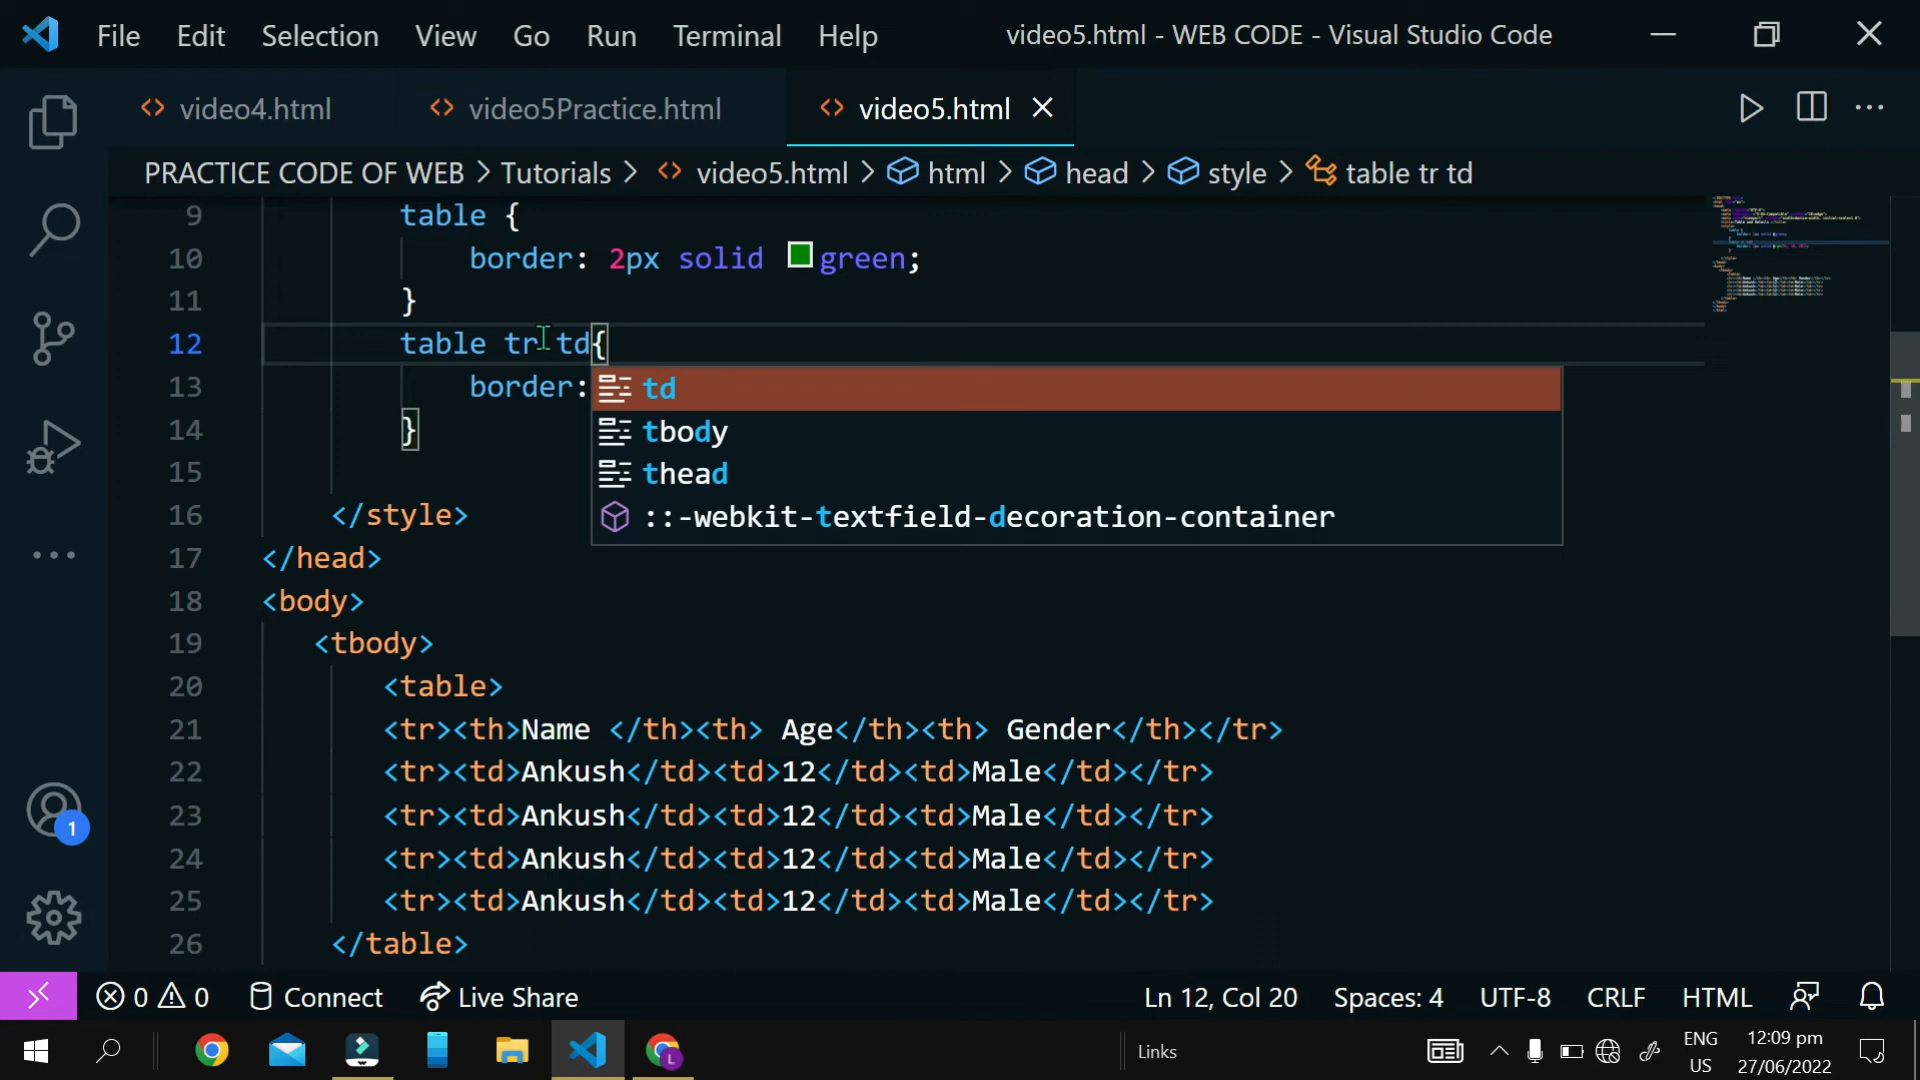 File Edit Selection View Go Run Terminal Help video5.html - WEB CODE - Visual Studio Code
video4.html video5Practice.html video5.html
PRACTICE CODE OF WEB > Tutorials > video5.html > html > head > style > table tr td
9 table {
10 border: 2px solid green;
11 }
12 table tr td{
13 border:
14 }
15
16 </style>
17 </head>
18 <body>
19 <tbody>
20 <table>
21 <tr><th>Name </th><th> Age</th><th> Gender</th></tr>
22 <tr><td>Ankush</td><td>12</td><td>Male</td></tr>
23 <tr><td>Ankush</td><td>12</td><td>Male</td></tr>
24 <tr><td>Ankush</td><td>12</td><td>Male</td></tr>
25 <tr><td>Ankush</td><td>12</td><td>Male</td></tr>
26 </table>
td
tbody
thead
::-webkit-textfield-decoration-container
1
0 0 Connect Live Share Ln 12, Col 20 Spaces: 4 UTF-8 CRLF HTML
L
Links
ENG
US
12:09 pm
27/06/2022